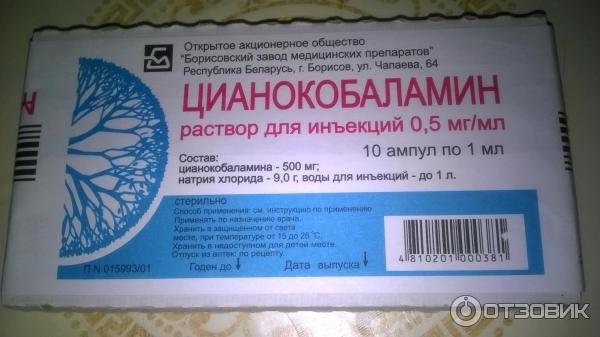 Открытое акционерное общество
"Борисовский завод медицинских препаратов"
Республика Беларусь, г. Борисов, ул. Чапаева, 64
ЦИАНОКОБАЛАМИН
раствор для инъекций 0,5 мг/мл
10 ампул по 1 мл
Состав:
цианокобаламина - 500 мг;
натрия хлорида - 9,0 г, воды для инъекций - до 1 л.
стерильно
Способ применения: см. инструкцию по применению
Применять по назначению врача.
Хранить в защищенном от света
месте, при температуре от 15 до 25 °С.
Хранить в недоступном для детей месте.
Отпуск из аптек: по рецепту.
П N 015993/01
Годен до
Дата выпуска
4 810201 000381
ОТЗОВИК